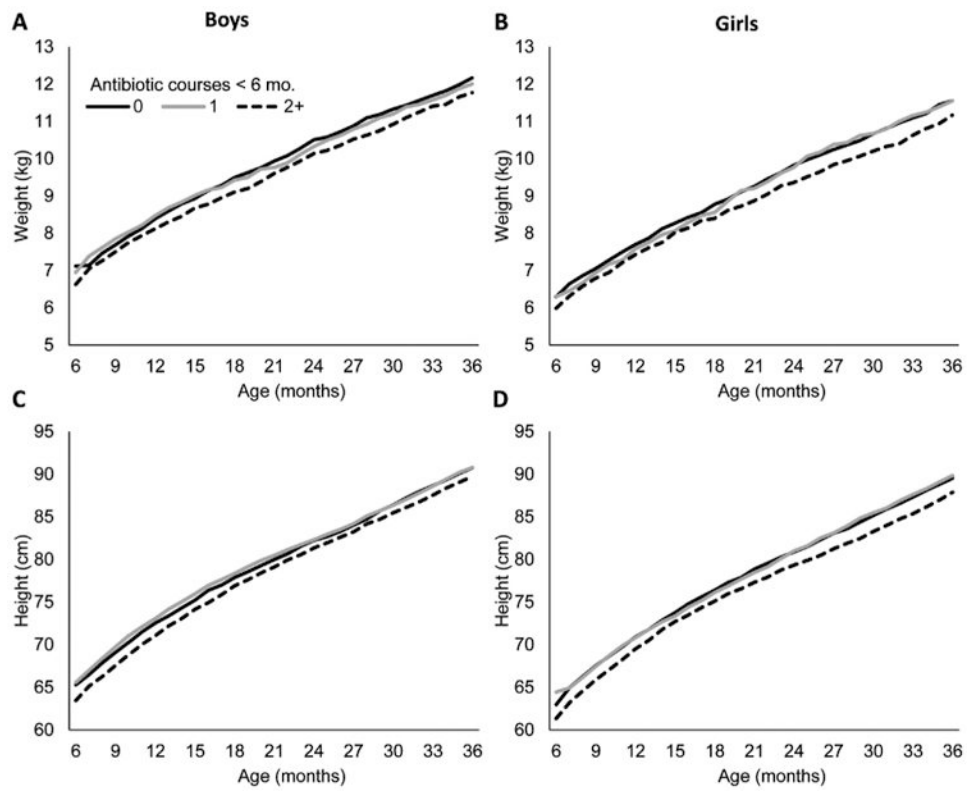 A
Boys
Weight (kg)
13
12
11
10
9
8
7
6
5
Antibiotic courses < 6 mo.
0 1 2+
6 9 12 15 18 21 24 27 30 33 36
Age (months)
B
Girls
Weight (kg)
13
12
11
10
9
8
7
6
5
6 9 12 15 18 21 24 27 30 33 36
Age (months)
C
Height (cm)
95
90
85
80
75
70
65
60
6 9 12 15 18 21 24 27 30 33 36
Age (months)
D
Height (cm)
95
90
85
80
75
70
65
60
6 9 12 15 18 21 24 27 30 33 36
Age (months)